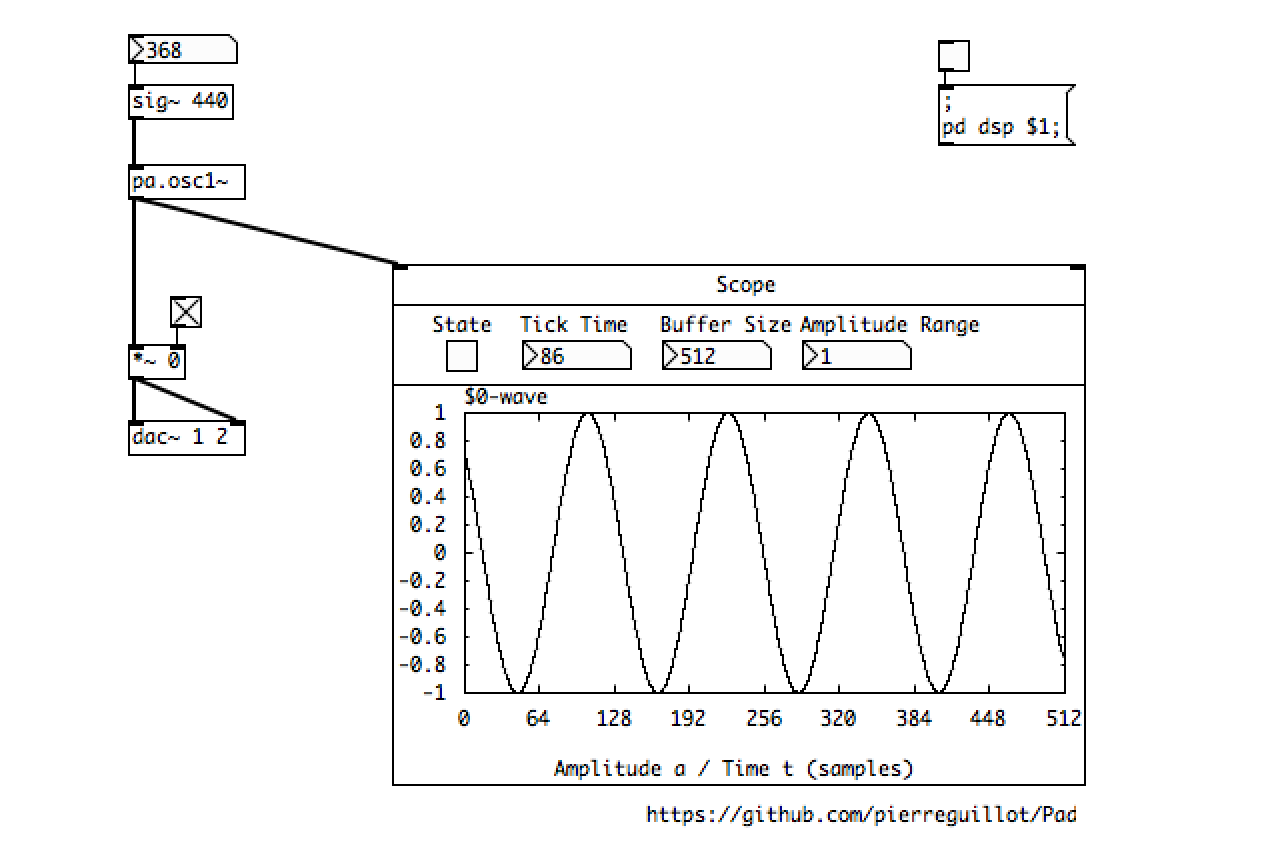 368
sig~ 440
pa.osc1~
*~ 0
dac~ 1 2
;
pd dsp $1;
Scope
State Tick Time Buffer Size Amplitude Range
86 512 1
$0-wave
1
0.8
0.6
0.4
0.2
0
-0.2
-0.4
-0.6
-0.8
-1
0 64 128 192 256 320 384 448 512
Amplitude a / Time t (samples)
https://github.com/pierreguillot/Pad